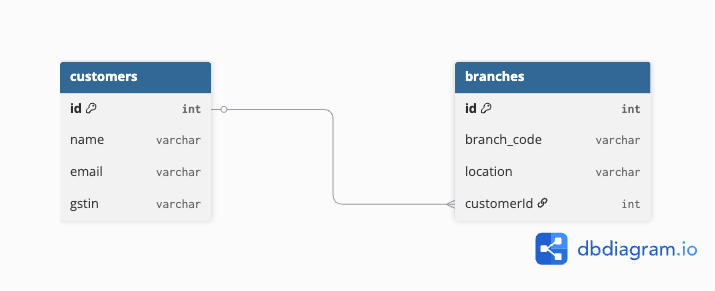 customers
id int
name varchar
email varchar
gstin varchar
branches
id int
branch_code varchar
location varchar
customerId int
dbdiagram.io